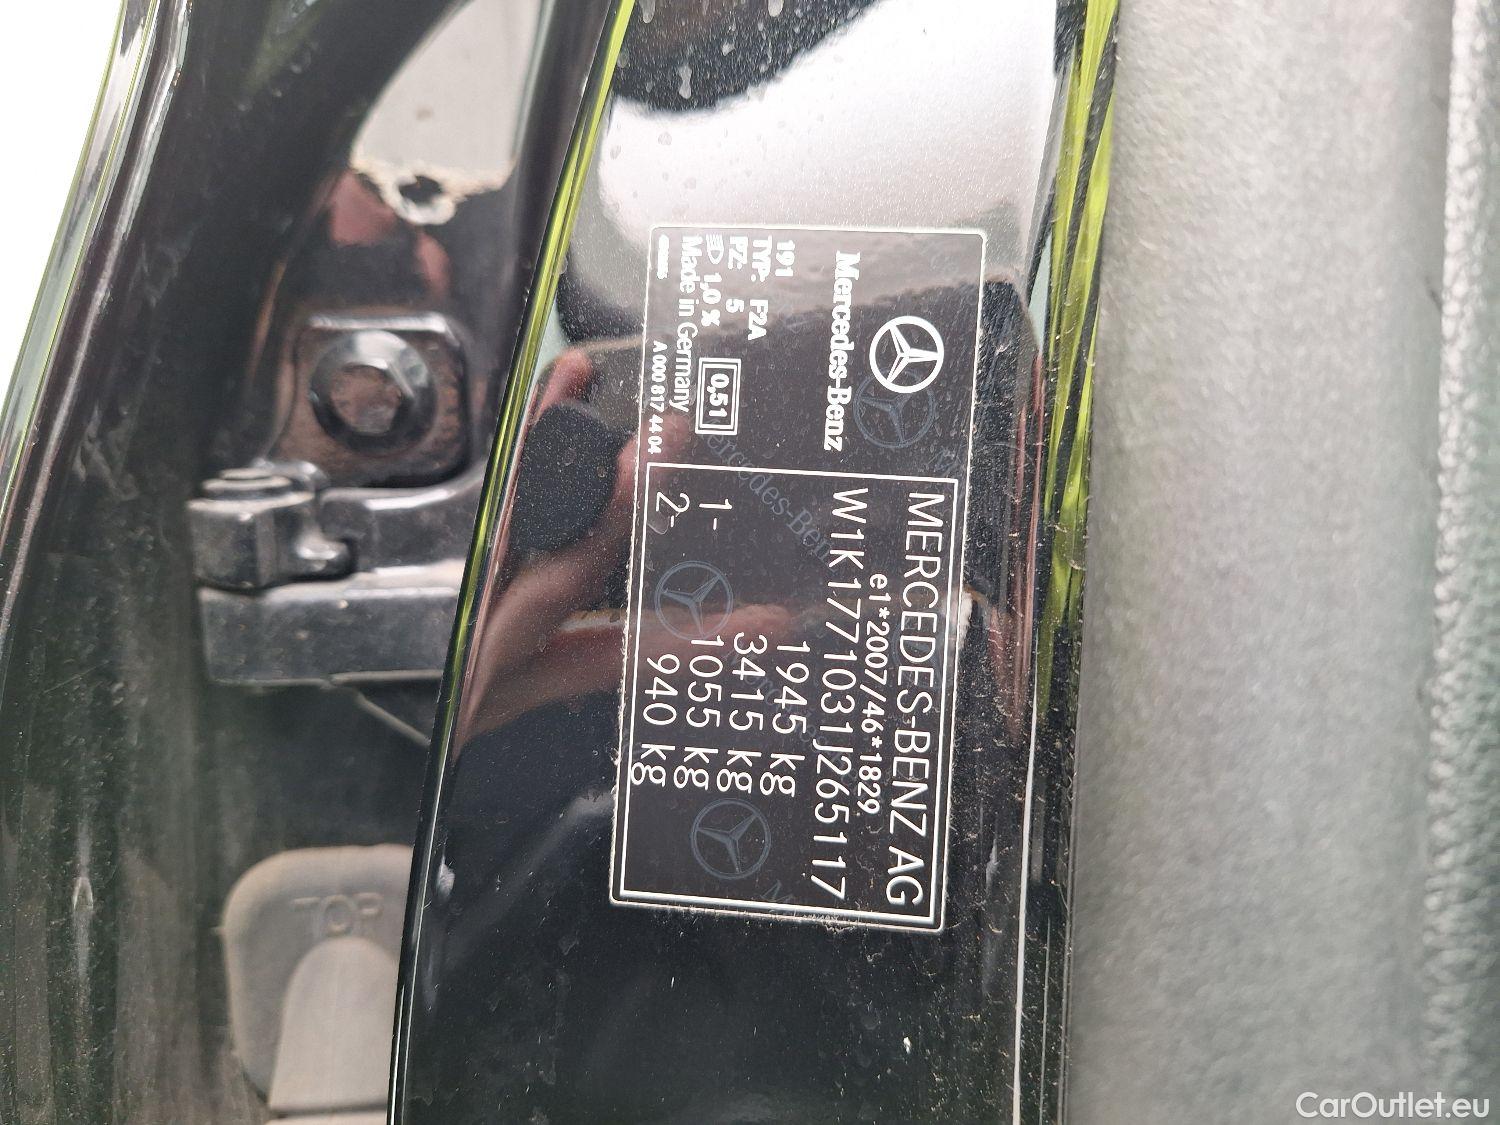 Mercedes-Benz
191
TYP: F2A
FZ: 5
1,0 %
0,51
Made in Germany
A 000 817 44 04
MERCEDES-BENZ AG
e1*2007/46*1829
W1K1771031J265117
1945 kg
3415 kg
1- 1055 kg
2- 940 kg
TOP
CarOutlet.eu